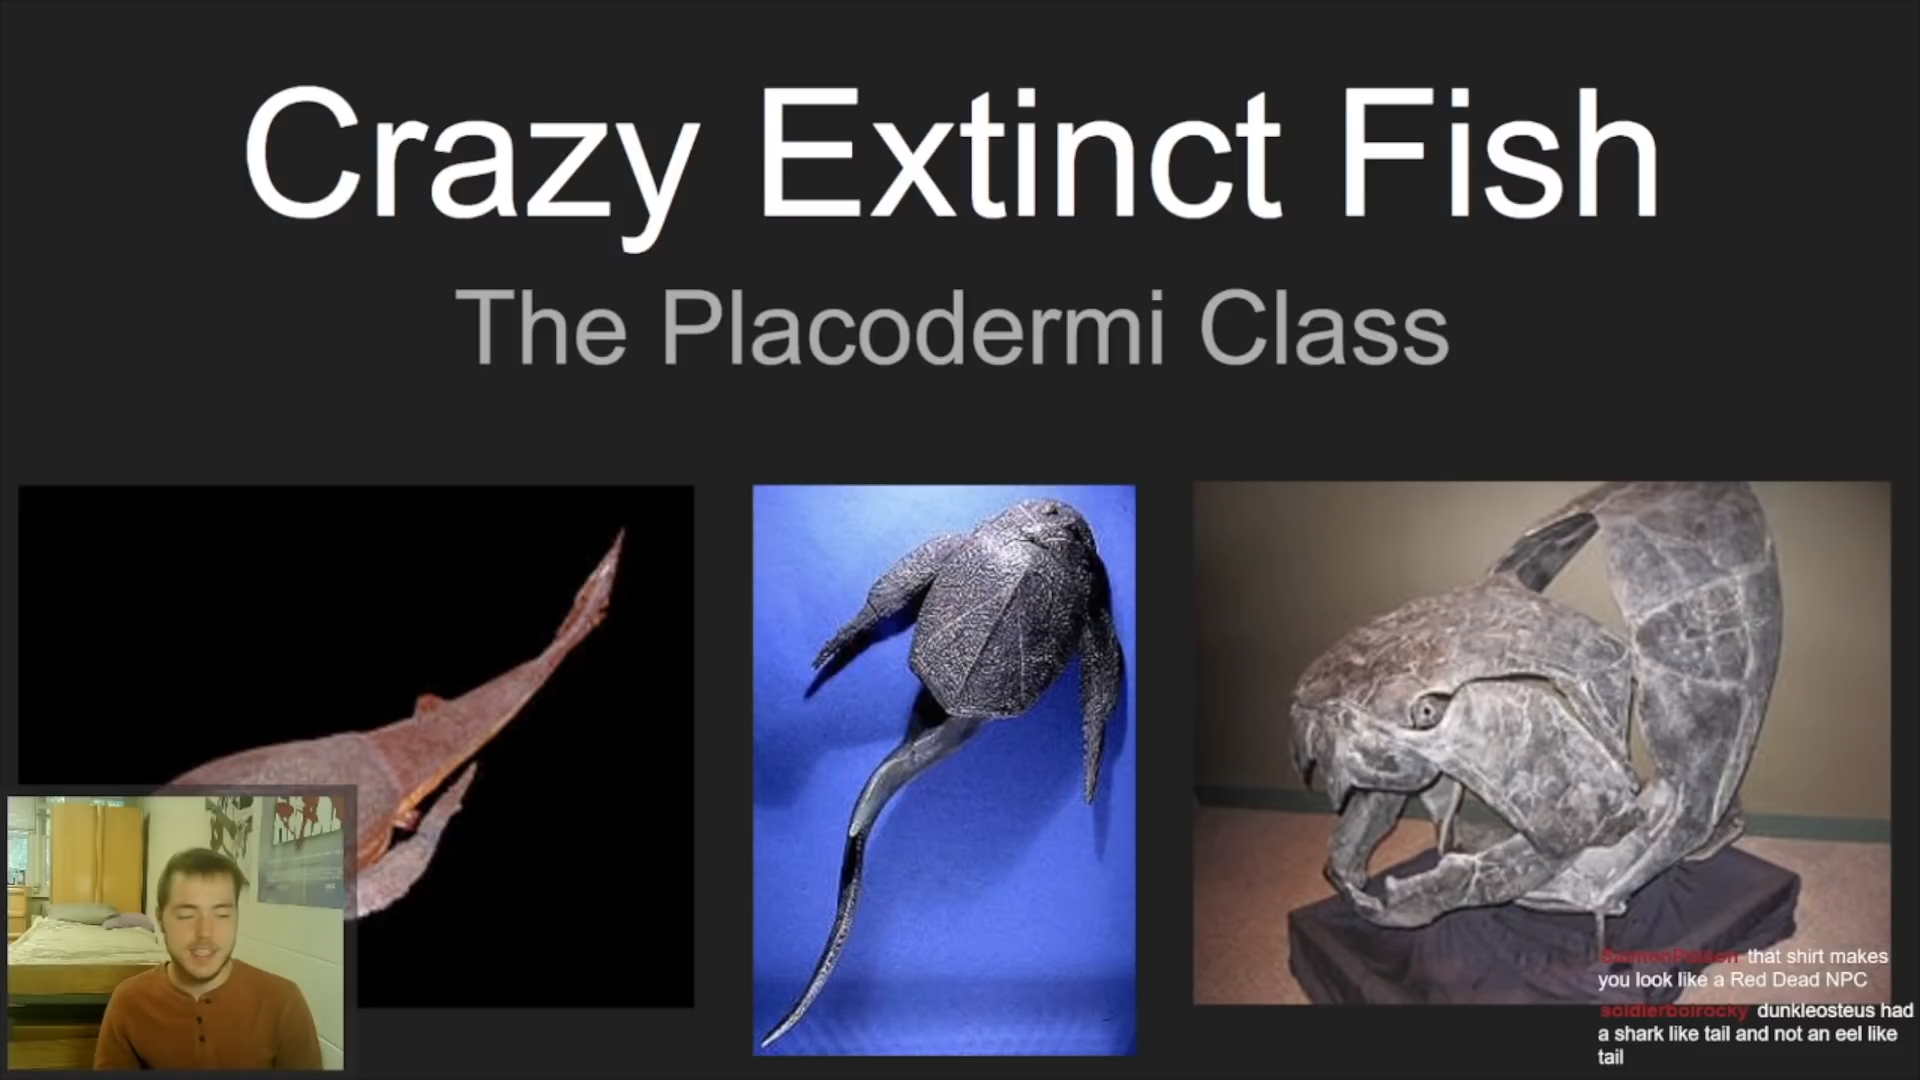 Crazy Extinct Fish
The Placodermi Class
that shirt makes
you look like a Red Dead NPC
soldierboirocky dunkleosteus had
a shark like tail and not an eel like
tail